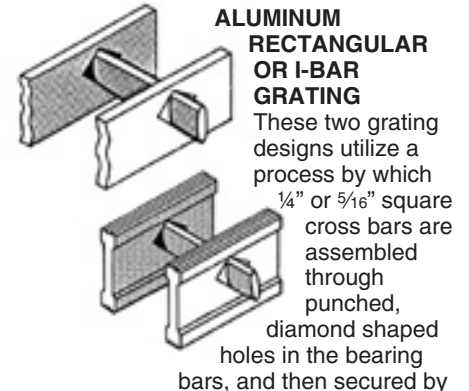 ALUMINUM
RECTANGULAR
OR I-BAR
GRATING
These two grating
designs utilize a
process by which
¼” or 5⁄16” square
cross bars are
assembled
through
punched,
diamond shaped
holes in the bearing
bars, and then secured by